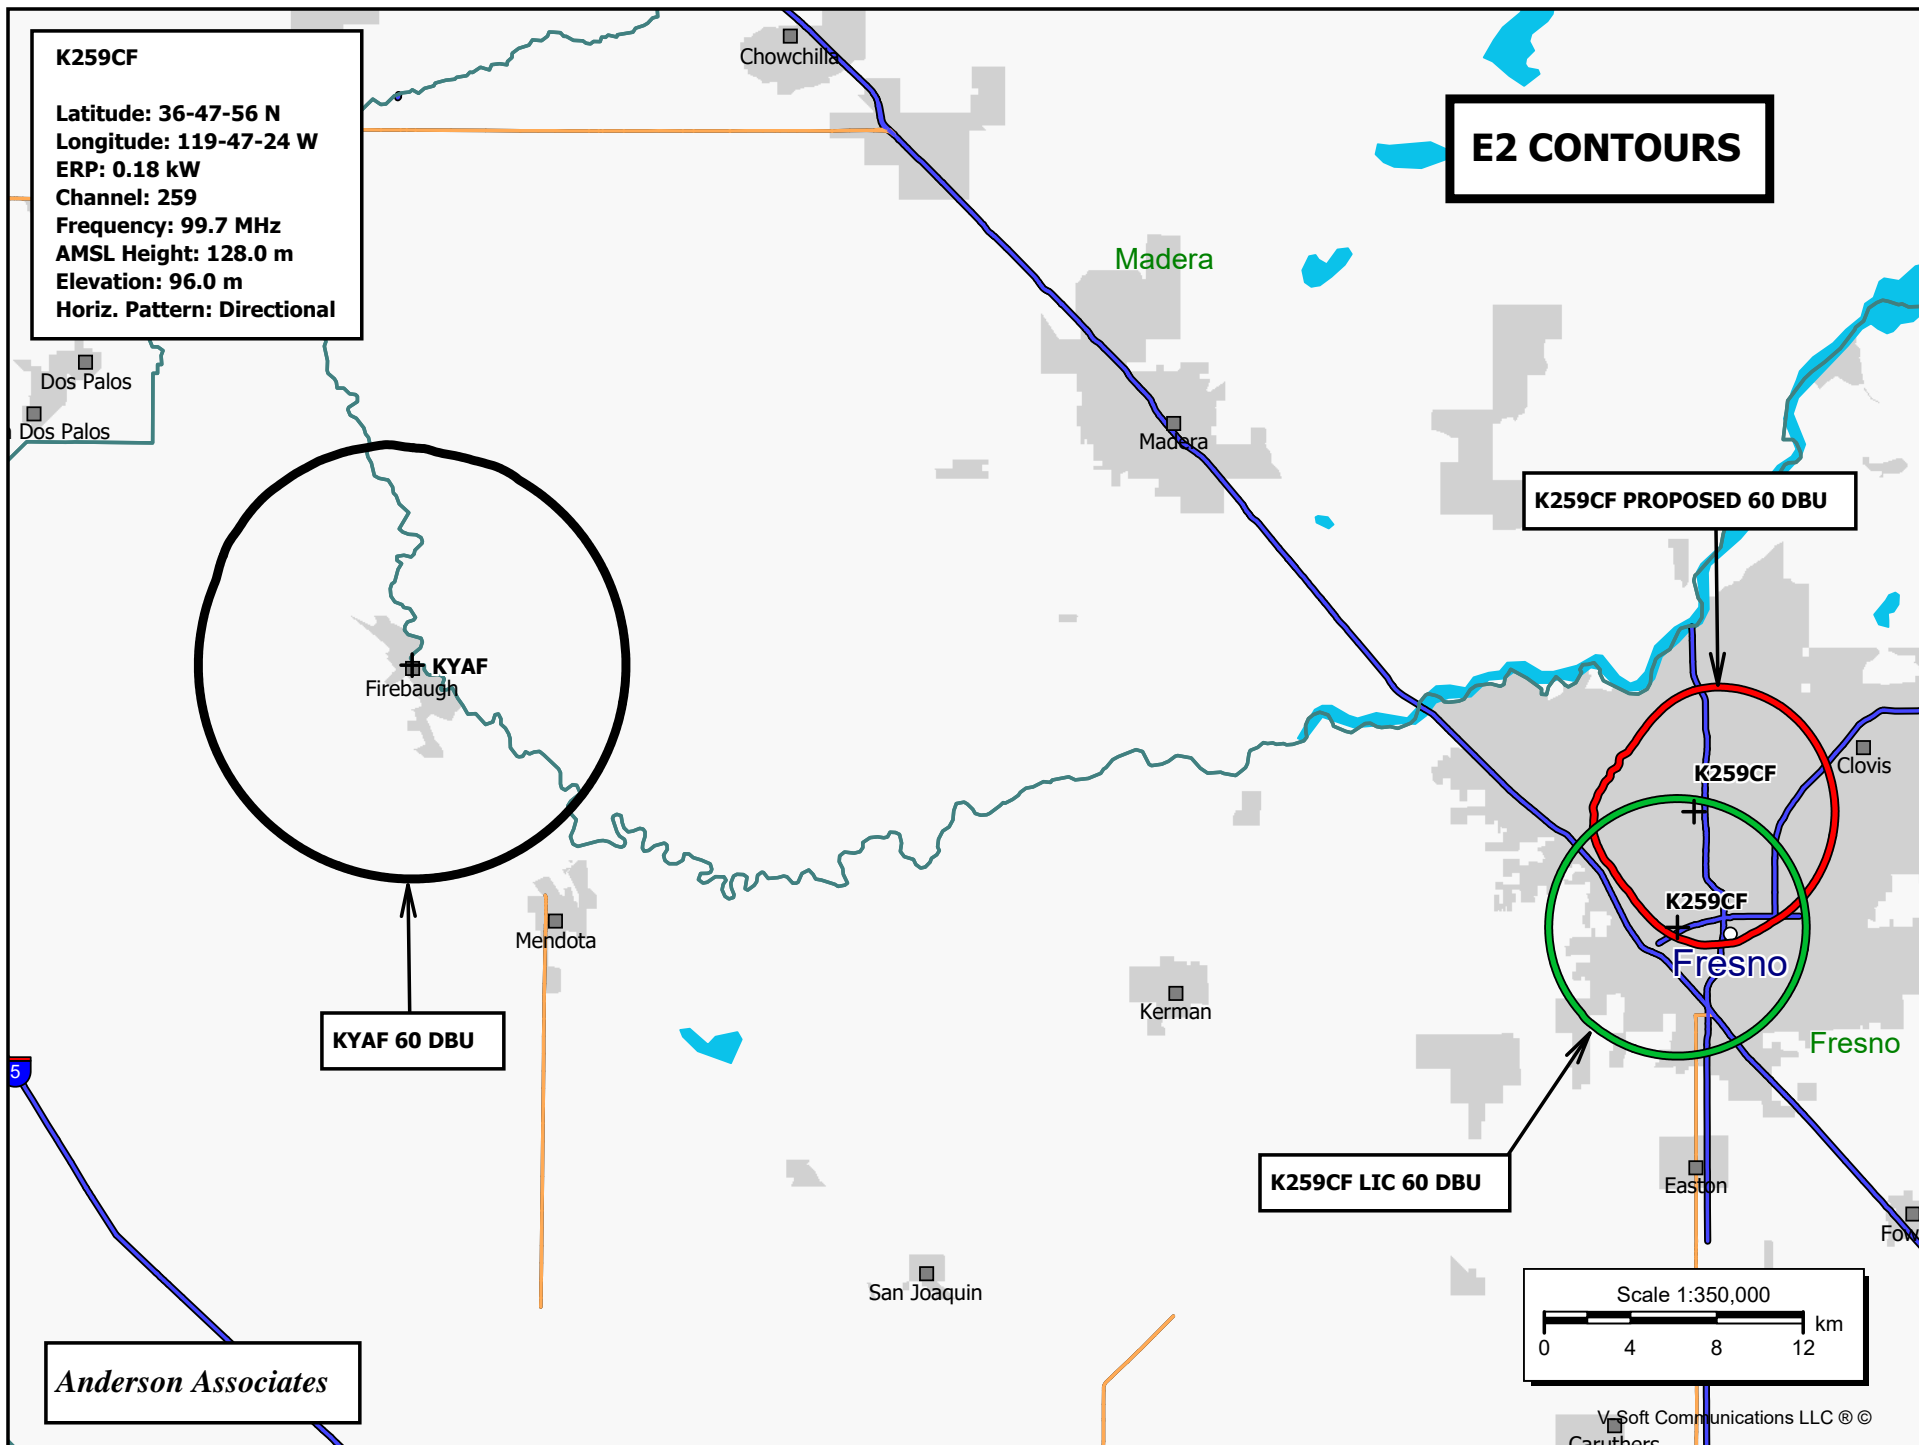 K259CF
Latitude: 36-47-56 N
Longitude: 119-47-24 W
ERP: 0.18 kW
Channel: 259
Frequency: 99.7 MHz
AMSL Height: 128.0 m
Elevation: 96.0 m
Horiz. Pattern: Directional
Chowchilla
E2 CONTOURS
Madera
Dos Palos
Dos Palos
Madera
K259CF PROPOSED 60 DBU
KYAF
Firebaugh
Clovis
K259CF
K259CF
Mendota
Fresno
Kerman
KYAF 60 DBU
Fresno
5
K259CF LIC 60 DBU
Easton
Fow
San Joaquin
Scale 1:350,000
km
0 4 8 12
Anderson Associates
V-Soft Communications LLC ® ©
Caruthers